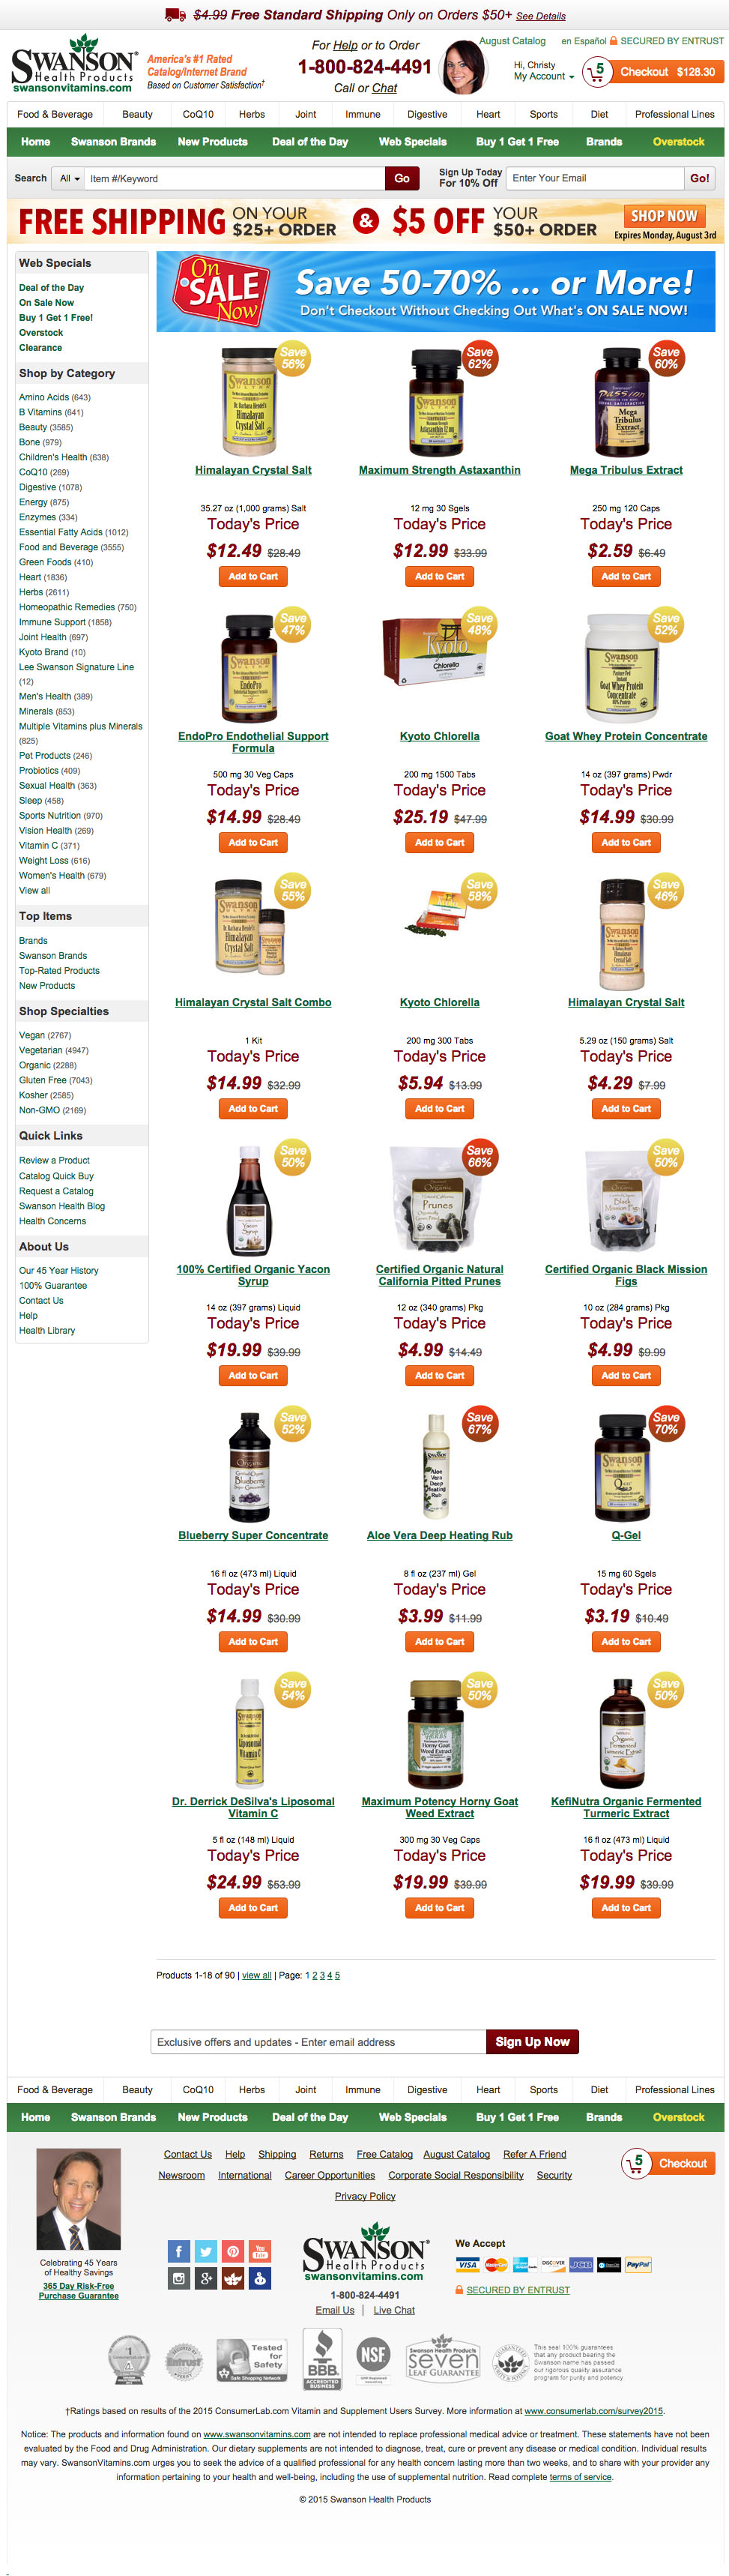 $4.99 Free Standard Shipping Only on Orders $50+ See Details
SWANSON®
Health Products
swansonvitamins.com
America's #1 Rated
Catalog/Internet Brand
Based on Customer Satisfaction†
For Help or to Order
1-800-824-4491
Call or Chat
August Catalog en Español SECURED BY ENTRUST
Hi, Christy
My Account
5
Checkout $128.30
Food & Beverage Beauty CoQ10 Herbs Joint Immune Digestive Heart Sports Diet Professional Lines
Home Swanson Brands New Products Deal of the Day Web Specials Buy 1 Get 1 Free Brands Overstock
Search All Item #/Keyword Go
Sign Up Today
For 10% Off
Enter Your Email Go!
FREE SHIPPING ON YOUR $25+ ORDER & $5 OFF YOUR $50+ ORDER
SHOP NOW
Expires Monday, August 3rd
Web Specials
Deal of the Day
On Sale Now
Buy 1 Get 1 Free!
Overstock
Clearance
Shop by Category
Amino Acids (643)
B Vitamins (641)
Beauty (3585)
Bone (979)
Children's Health (638)
CoQ10 (269)
Digestive (1078)
Energy (875)
Enzymes (334)
Essential Fatty Acids (1012)
Food and Beverage (3555)
Green Foods (410)
Heart (1836)
Herbs (2611)
Homeopathic Remedies (750)
Immune Support (1858)
Joint Health (697)
Kyoto Brand (10)
Lee Swanson Signature Line
(12)
Men's Health (389)
Minerals (853)
Multiple Vitamins plus Minerals
(825)
Pet Products (246)
Probiotics (409)
Sexual Health (363)
Sleep (458)
Sports Nutrition (970)
Vision Health (269)
Vitamin C (371)
Weight Loss (616)
Women's Health (679)
View all
Top Items
Brands
Swanson Brands
Top-Rated Products
New Products
Shop Specialties
Vegan (2767)
Vegetarian (4947)
Organic (2288)
Gluten Free (7043)
Kosher (2585)
Non-GMO (2169)
Quick Links
Review a Product
Catalog Quick Buy
Request a Catalog
Swanson Health Blog
Health Concerns
About Us
Our 45 Year History
100% Guarantee
Contact Us
Help
Health Library
On SALE Now
Save 50-70% ... or More!
Don't Checkout Without Checking Out What's ON SALE NOW!
Save 56% Save 62% Save 60%
Himalayan Crystal Salt Maximum Strength Astaxanthin Mega Tribulus Extract
35.27 oz (1,000 grams) Salt 12 mg 30 Sgels 250 mg 120 Caps
Today's Price Today's Price Today's Price
$12.49 $28.49 $12.99 $33.99 $2.59 $6.49
Add to Cart Add to Cart Add to Cart
Save 47% Save 48% Save 52%
EndoPro Endothelial Support Kyoto Chlorella Goat Whey Protein Concentrate
Formula
500 mg 30 Veg Caps 200 mg 1500 Tabs 14 oz (397 grams) Pwdr
Today's Price Today's Price Today's Price
$14.99 $28.49 $25.19 $47.99 $14.99 $30.99
Add to Cart Add to Cart Add to Cart
Save 55% Save 58% Save 46%
Himalayan Crystal Salt Combo Kyoto Chlorella Himalayan Crystal Salt
1 Kit 200 mg 300 Tabs 5.29 oz (150 grams) Salt
Today's Price Today's Price Today's Price
$14.99 $32.99 $5.94 $13.99 $4.29 $7.99
Add to Cart Add to Cart Add to Cart
Save 50% Save 66% Save 50%
100% Certified Organic Yacon Certified Organic Natural Certified Organic Black Mission
Syrup California Pitted Prunes Figs
14 oz (397 grams) Liquid 12 oz (340 grams) Pkg 10 oz (284 grams) Pkg
Today's Price Today's Price Today's Price
$19.99 $39.99 $4.99 $14.49 $4.99 $9.99
Add to Cart Add to Cart Add to Cart
Save 52% Save 67% Save 70%
Blueberry Super Concentrate Aloe Vera Deep Heating Rub Q-Gel
16 fl oz (473 ml) Liquid 8 fl oz (237 ml) Gel 15 mg 60 Sgels
Today's Price Today's Price Today's Price
$14.99 $30.99 $3.99 $11.99 $3.19 $10.49
Add to Cart Add to Cart Add to Cart
Save 54% Save 50% Save 50%
Dr. Derrick DeSilva's Liposomal Maximum Potency Horny Goat KefiNutra Organic Fermented
Vitamin C Weed Extract Turmeric Extract
5 fl oz (148 ml) Liquid 300 mg 30 Veg Caps 16 fl oz (473 ml) Liquid
Today's Price Today's Price Today's Price
$24.99 $53.99 $19.99 $39.99 $19.99 $39.99
Add to Cart Add to Cart Add to Cart
Products 1-18 of 90 | view all | Page: 1 2 3 4 5
Exclusive offers and updates - Enter email address Sign Up Now
Food & Beverage Beauty CoQ10 Herbs Joint Immune Digestive Heart Sports Diet Professional Lines
Home Swanson Brands New Products Deal of the Day Web Specials Buy 1 Get 1 Free Brands Overstock
Contact Us Help Shipping Returns Free Catalog August Catalog Refer A Friend
Newsroom International Career Opportunities Corporate Social Responsibility Security
Privacy Policy
5
Checkout
Celebrating 45 Years
of Healthy Savings
365 Day Risk-Free
Purchase Guarantee
SWANSON®
Health Products
swansonvitamins.com
1-800-824-4491
Email Us | Live Chat
We Accept
VISA MasterCard DISCOVER JCB PayPal
SECURED BY ENTRUST
Entrust
Tested
for
Safety
Safe Shopping Network
BBB.
ACCREDITED
BUSINESS
NSF
Swanson Health Products
seven
LEAF GUARANTEE
This seal 100% guarantees
that any product bearing the
Swanson name has passed
our rigorous quality assurance
program for purity and potency
†Ratings based on results of the 2015 ConsumerLab.com Vitamin and Supplement Users Survey. More information at www.consumerlab.com/survey2015.
Notice: The products and information found on www.swansonvitamins.com are not intended to replace professional medical advice or treatment. These statements have not been
evaluated by the Food and Drug Administration. Our dietary supplements are not intended to diagnose, treat, cure or prevent any disease or medical condition. Individual results
may vary. SwansonVitamins.com urges you to seek the advice of a qualified professional for any health concern lasting more than two weeks, and to share with your provider any
information pertaining to your health and well-being, including the use of supplemental nutrition. Read complete terms of service.
© 2015 Swanson Health Products